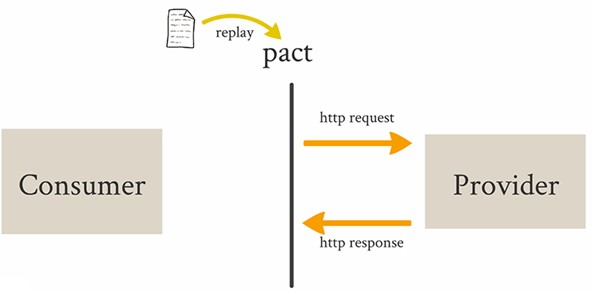 replay
pact
http request
Consumer
Provider
http response